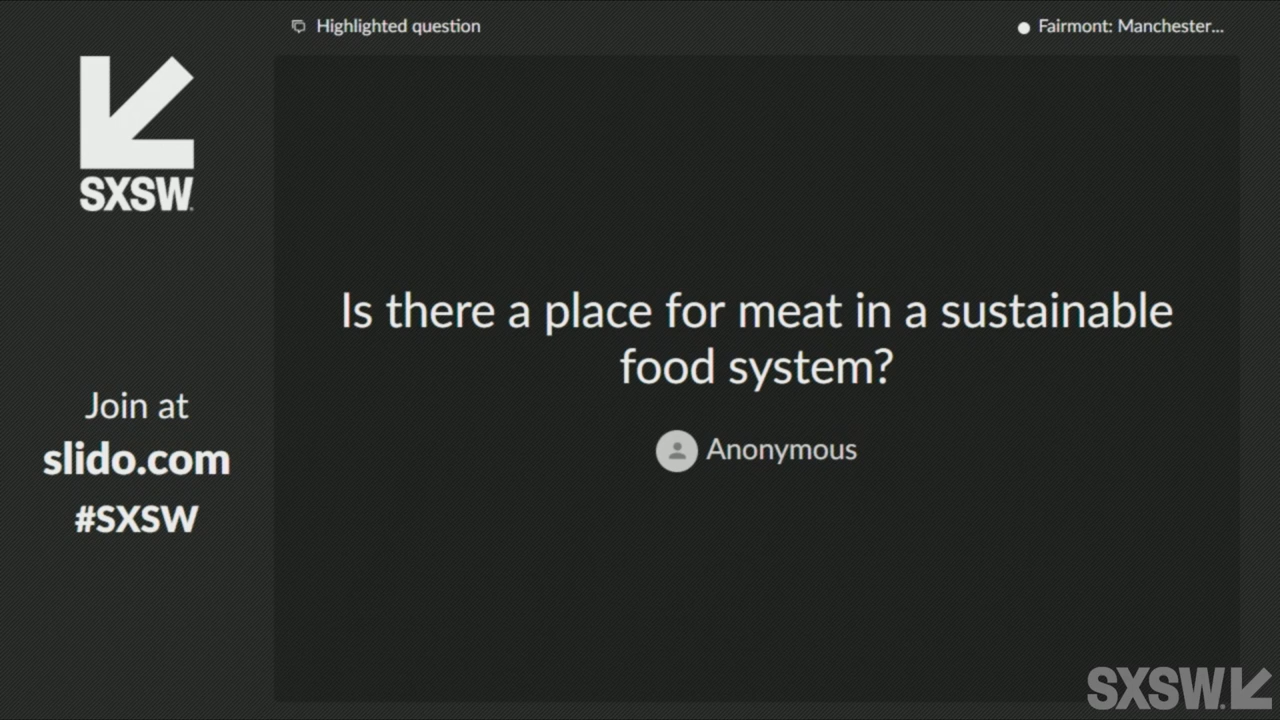 Highlighted question
Fairmont: Manchester...
SXSW.
Is there a place for meat in a sustainable
food system?
Anonymous
Join at
slido.com
#SXSW
SXSW.